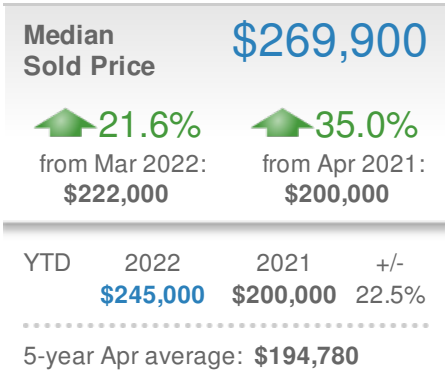 Median $269,900
Sold Price
21.6% 35.0%
from Mar 2022: from Apr 2021:
$222,000 $200,000
YTD 2022 2021 +/-
$245,000 $200,000 22.5%
5-year Apr average: $194,780